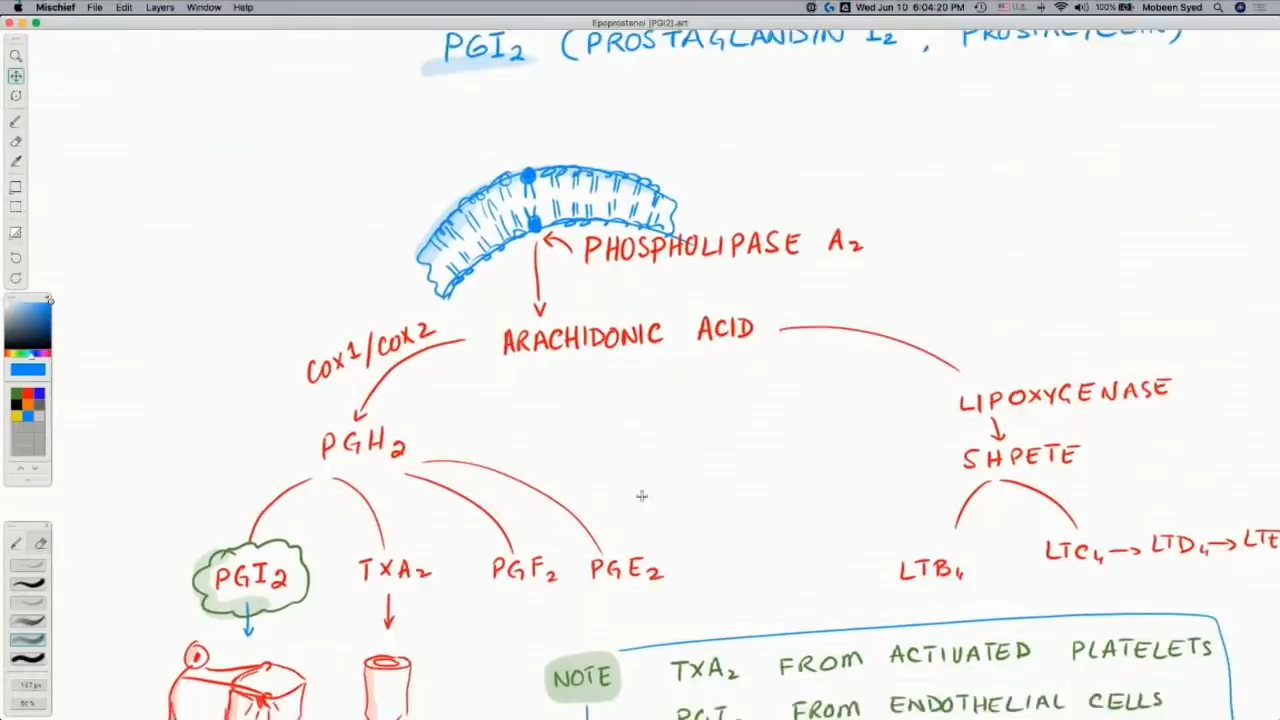 Mischief File Edit Layers Window Help U.S. 100% Wed Jun 10 6:04:20 PM Mobeen Syed
Epoprostenol [PGI2].art
PGI₂ (PROSTAGLANDIN I₂, PROSTACYCLIN)
PHOSPHOLIPASE A₂
ARACHIDONIC ACID
COX1/COX2
LIPOXYGENASE
PGH₂
5HPETE
PGI₂ TXA₂ PGF₂ PGE₂
LTB₄
LTC₄→LTD₄→LTE
NOTE
TXA₂ FROM ACTIVATED PLATELETS
PGI FROM ENDOTHELIAL CELLS